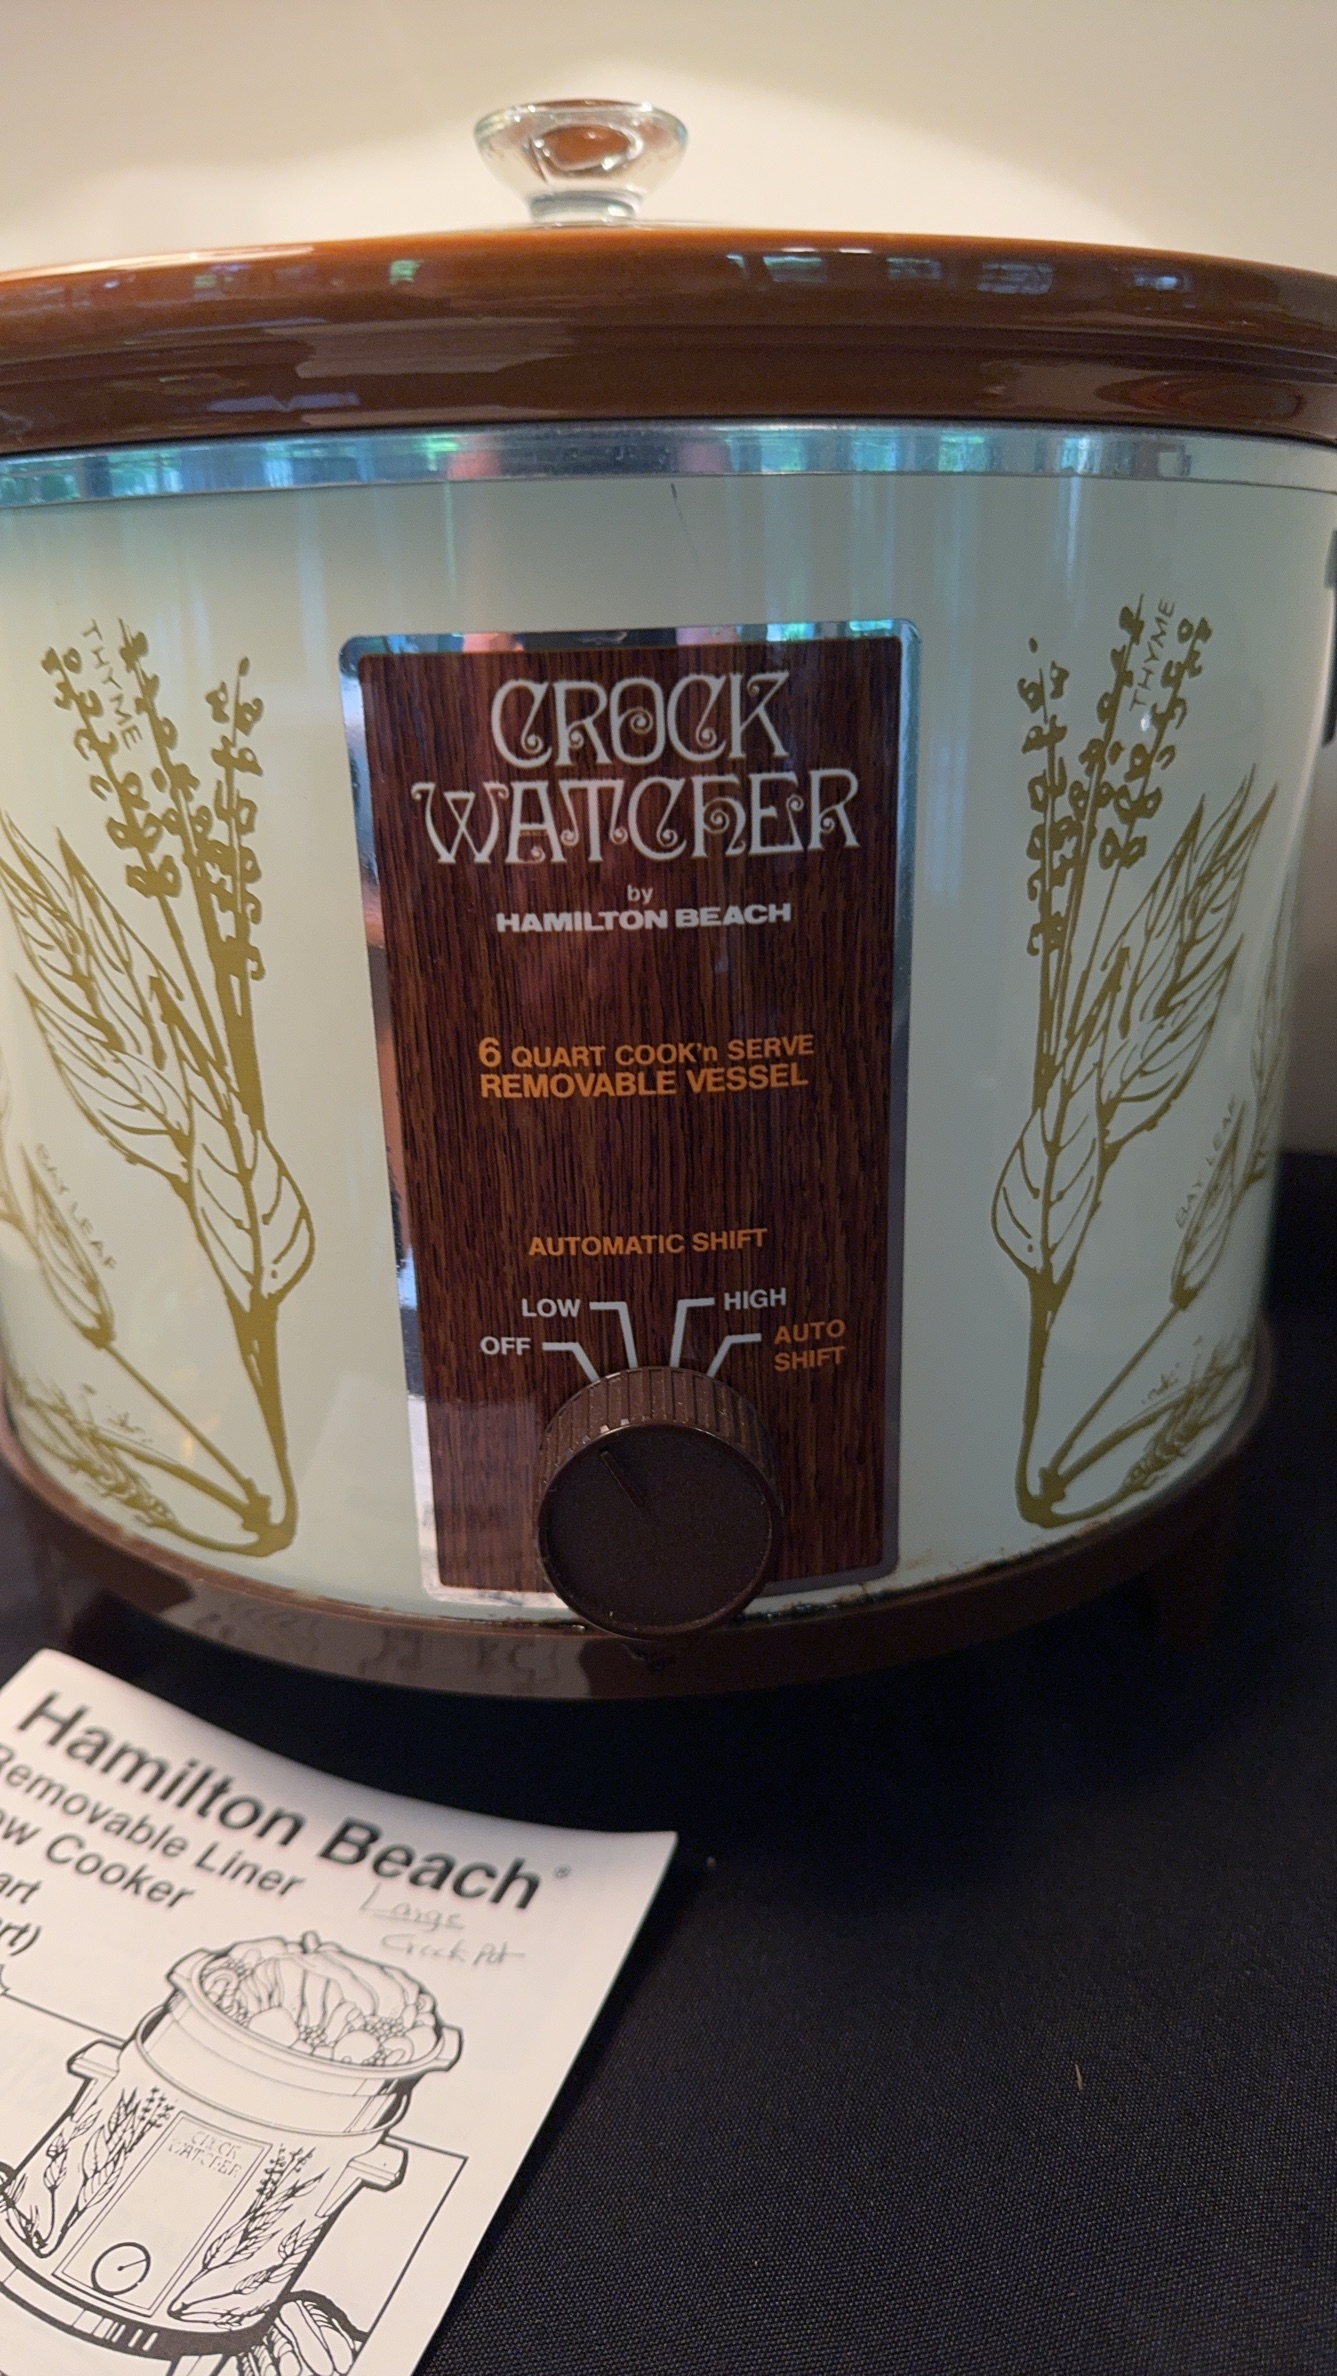 CROCK
WATCHER
by
HAMILTON BEACH
6 QUART COOK'n SERVE
REMOVABLE VESSEL
AUTOMATIC SHIFT
LOW HIGH
OFF AUTO
SHIFT
THYME
BAY LEAF
THYME
BAY LEAF
Hamilton Beach®
Removable Liner
Cooker
Large
Crock Pot
CROCK
WATCHER